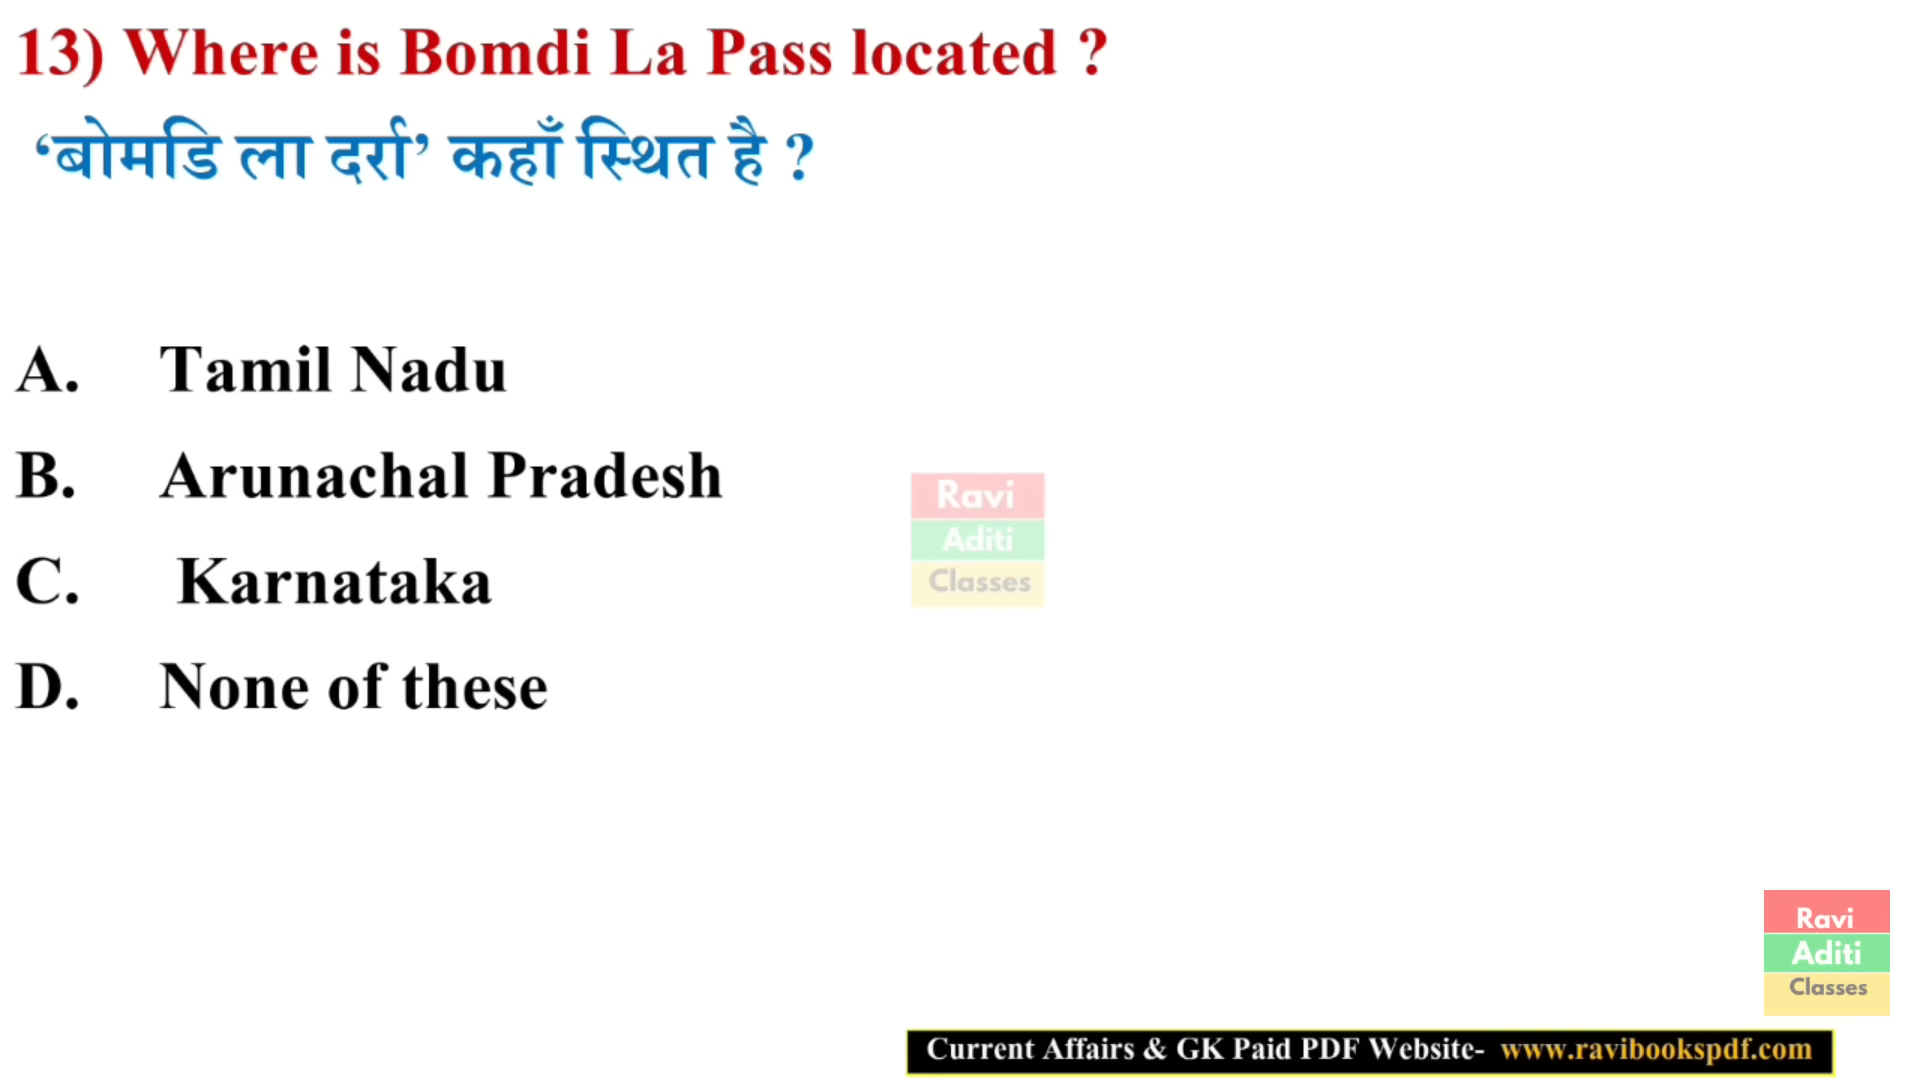 13) Where is Bomdi La Pass located ?
‘बोमडि ला दर्रा’ कहाँ स्थित है ?
A. Tamil Nadu
B. Arunachal Pradesh
C. Karnataka
D. None of these
Ravi
Aditi
Classes
Ravi
Aditi
Classes
Current Affairs & GK Paid PDF Website- www.ravibookspdf.com